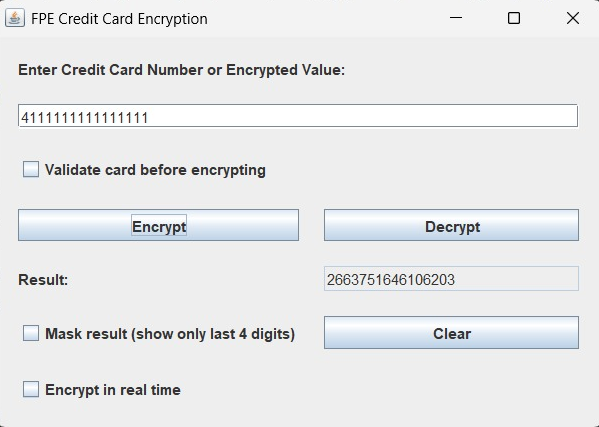 FPE Credit Card Encryption
Enter Credit Card Number or Encrypted Value:
4111111111111111
Validate card before encrypting
Encrypt Decrypt
Result: 2663751646106203
Mask result (show only last 4 digits) Clear
Encrypt in real time